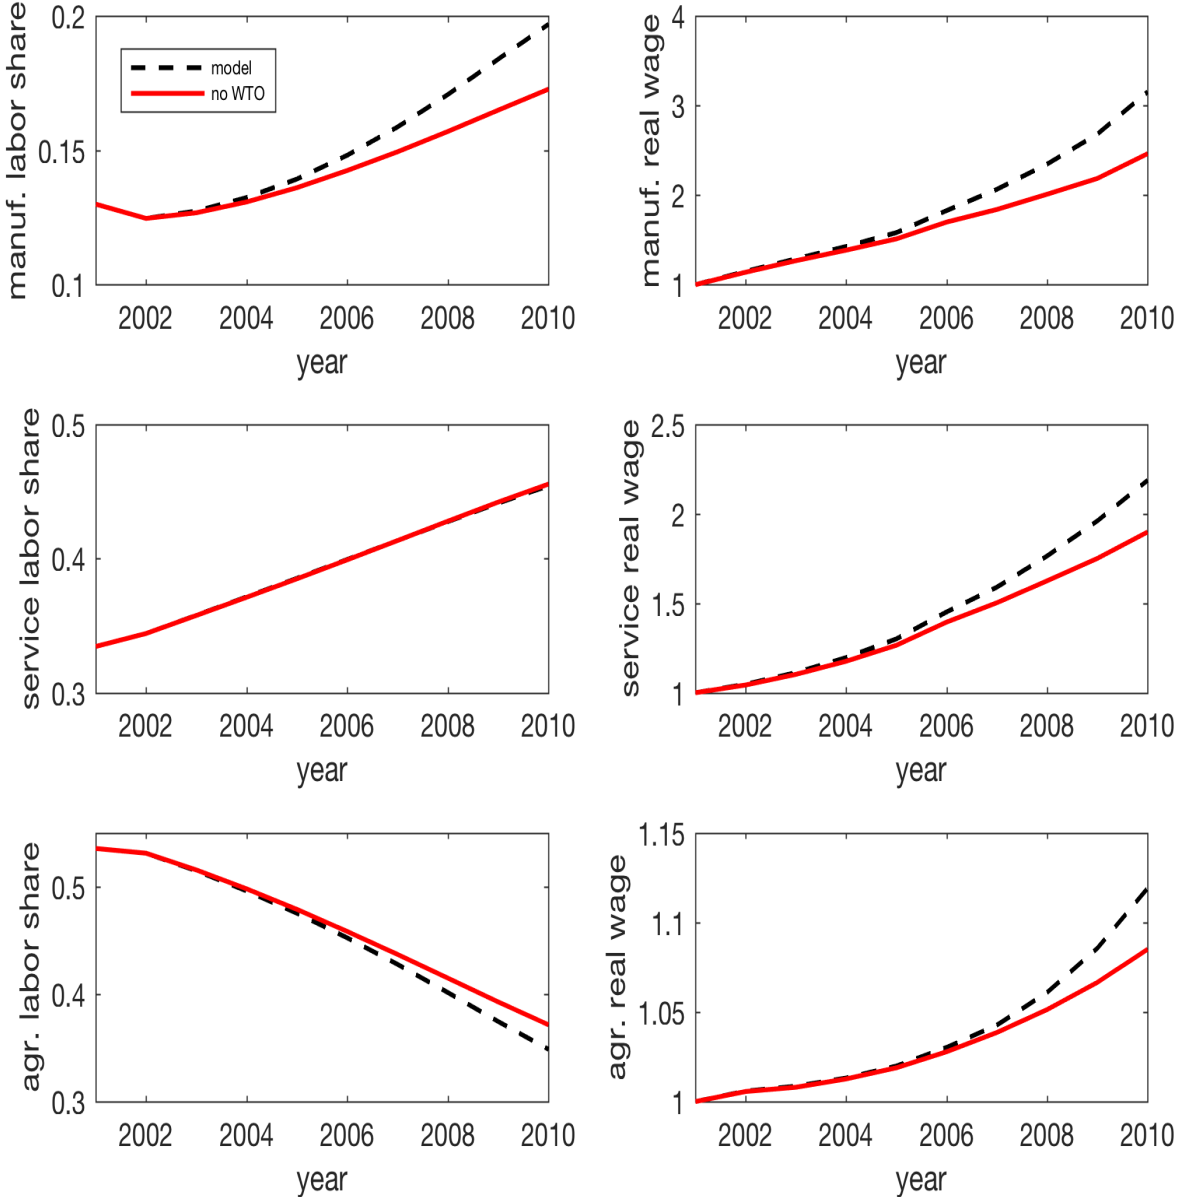 manuf. labor share
0.2
0.15
0.1
model
no WTO
2002 2004 2006 2008 2010
year
manuf. real wage
4
3
2
1
2002 2004 2006 2008 2010
year
service labor share
0.5
0.4
0.3
2002 2004 2006 2008 2010
year
service real wage
2.5
2
1.5
1
2002 2004 2006 2008 2010
year
agr. labor share
0.5
0.4
0.3
2002 2004 2006 2008 2010
year
agr. real wage
1.15
1.1
1.05
1
2002 2004 2006 2008 2010
year